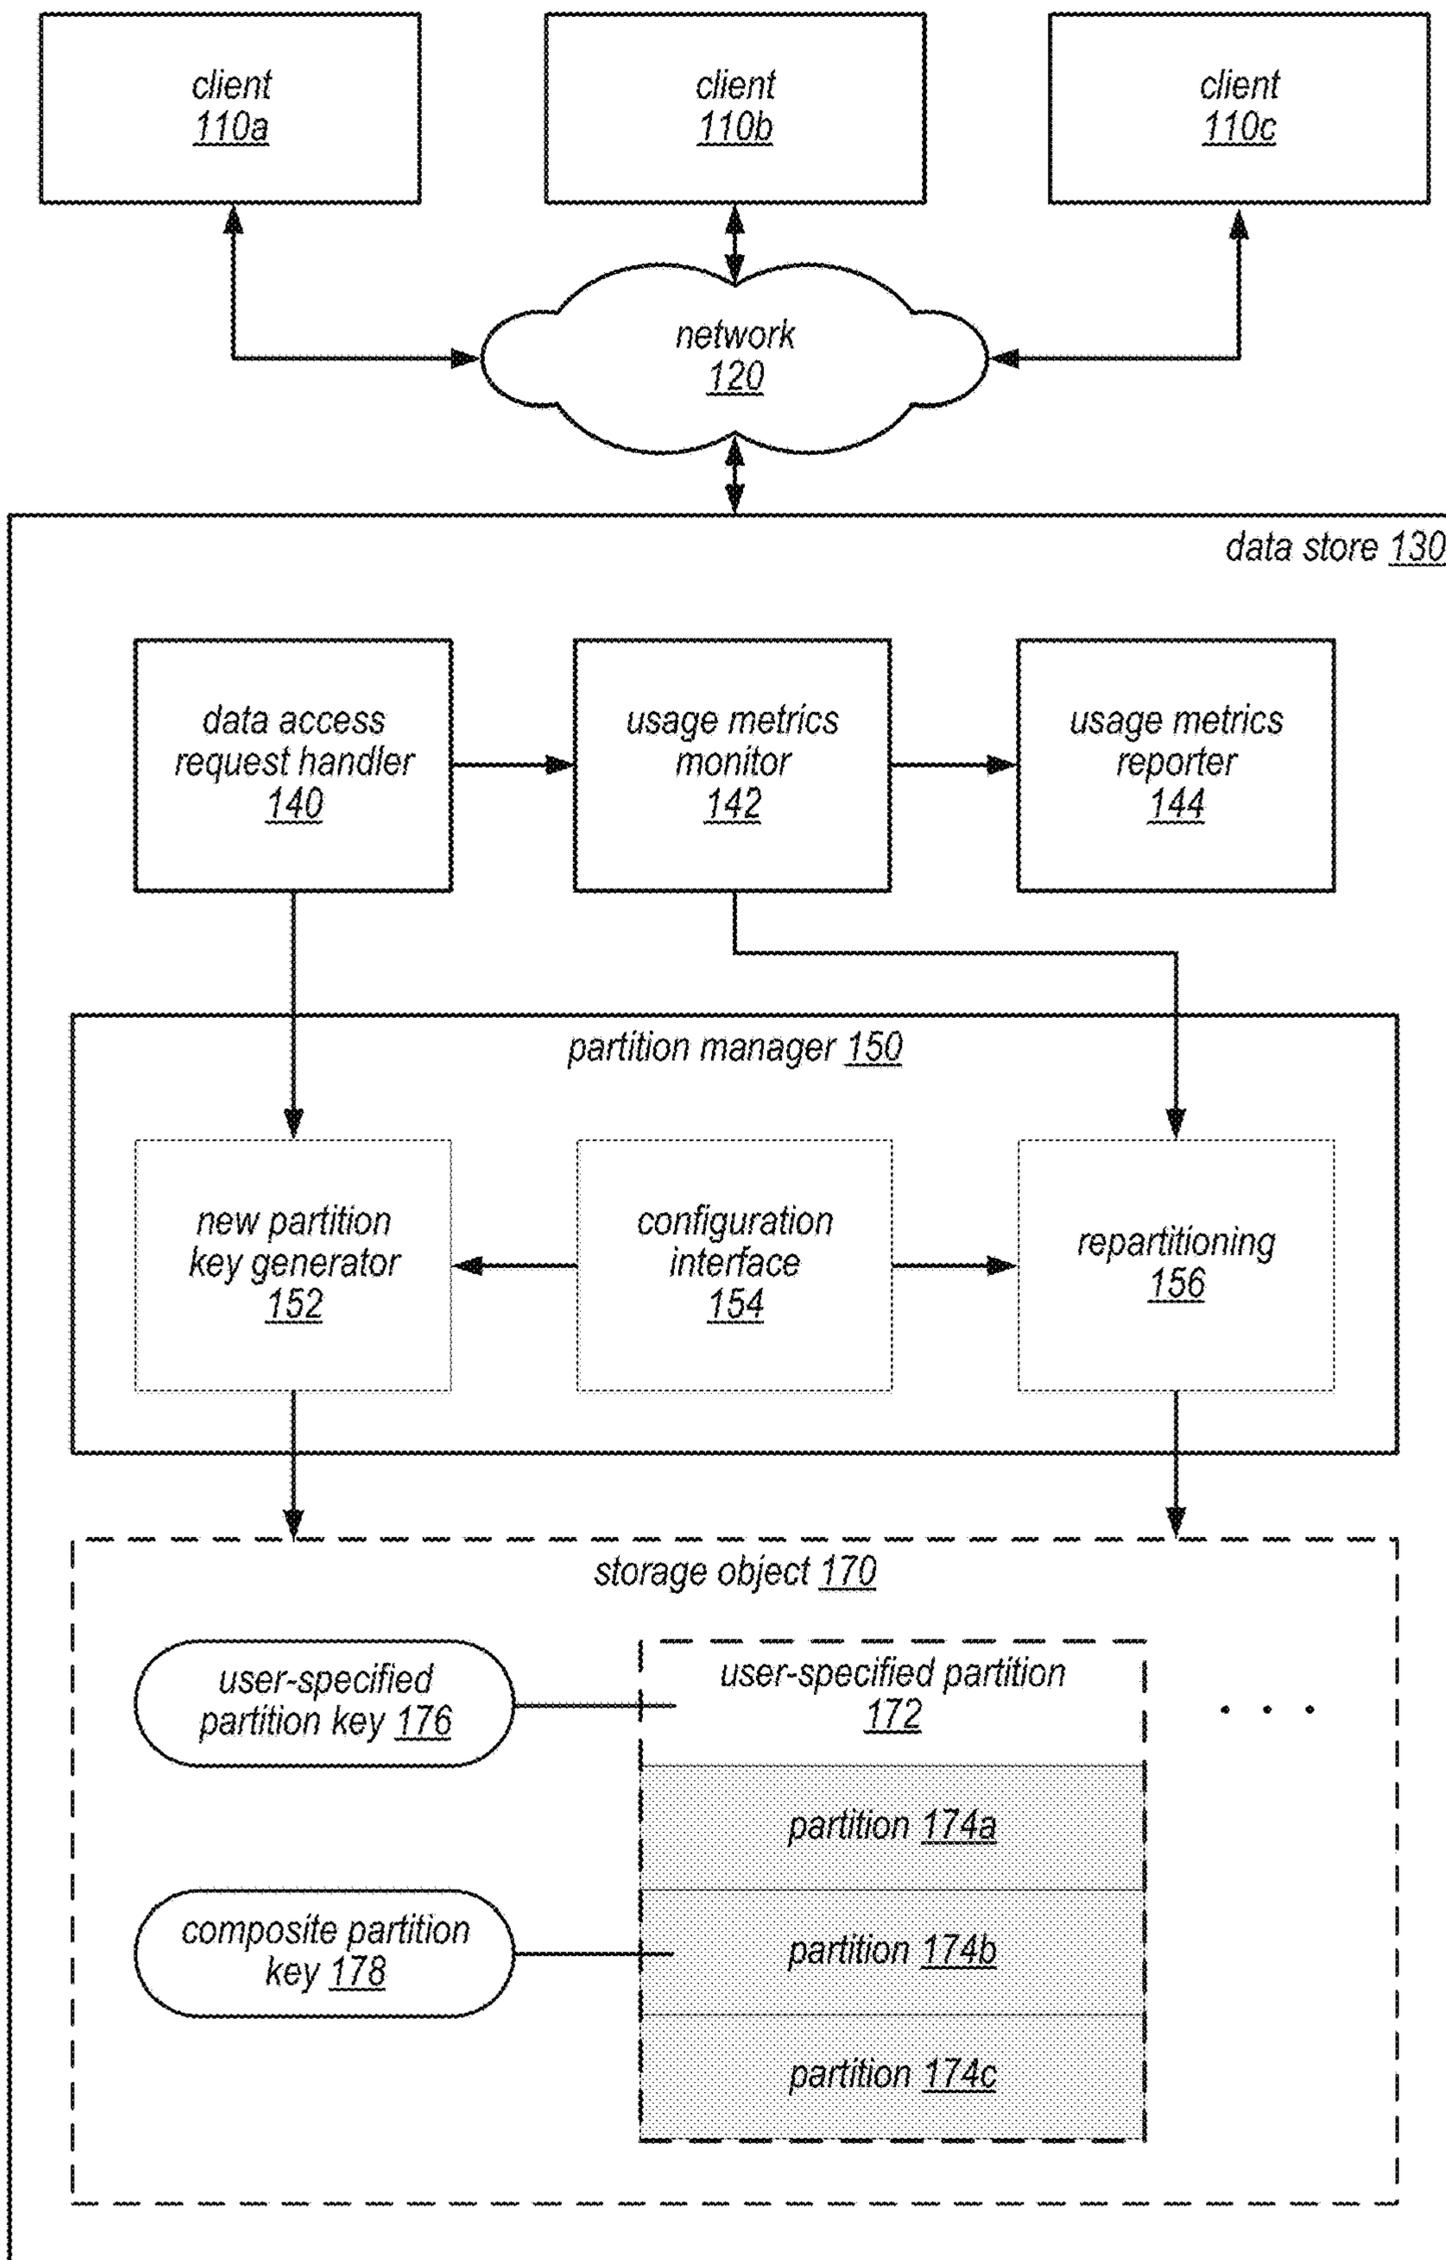 client
110a
client
110b
client
110c
network
120
data store 130
data access
request handler
140
usage metrics
monitor
142
usage metrics
reporter
144
partition manager 150
new partition
key generator
152
configuration
interface
154
repartitioning
156
storage object 170
user-specified
partition key 176
user-specified partition
172
. . .
partition 174a
composite partition
key 178
partition 174b
partition 174c